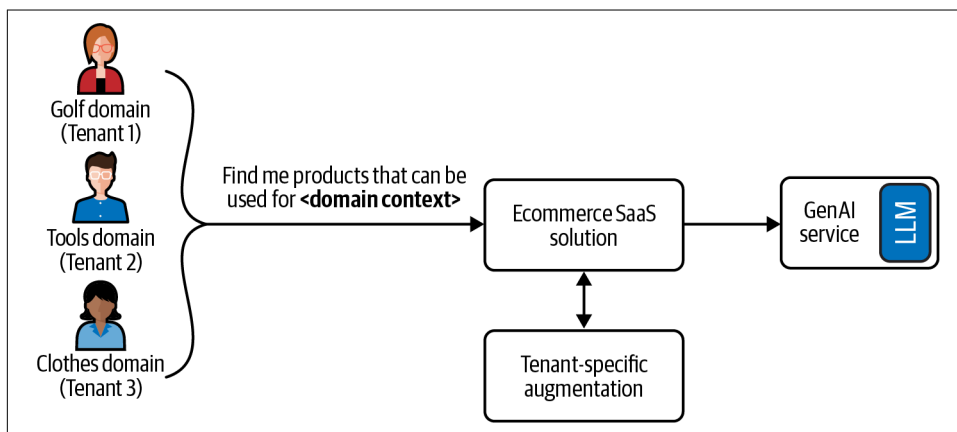 Golf domain
(Tenant 1)
Tools domain
(Tenant 2)
Clothes domain
(Tenant 3)
Find me products that can be
used for <domain context>
Ecommerce SaaS
solution
Tenant-specific
augmentation
GenAI
service
LLM